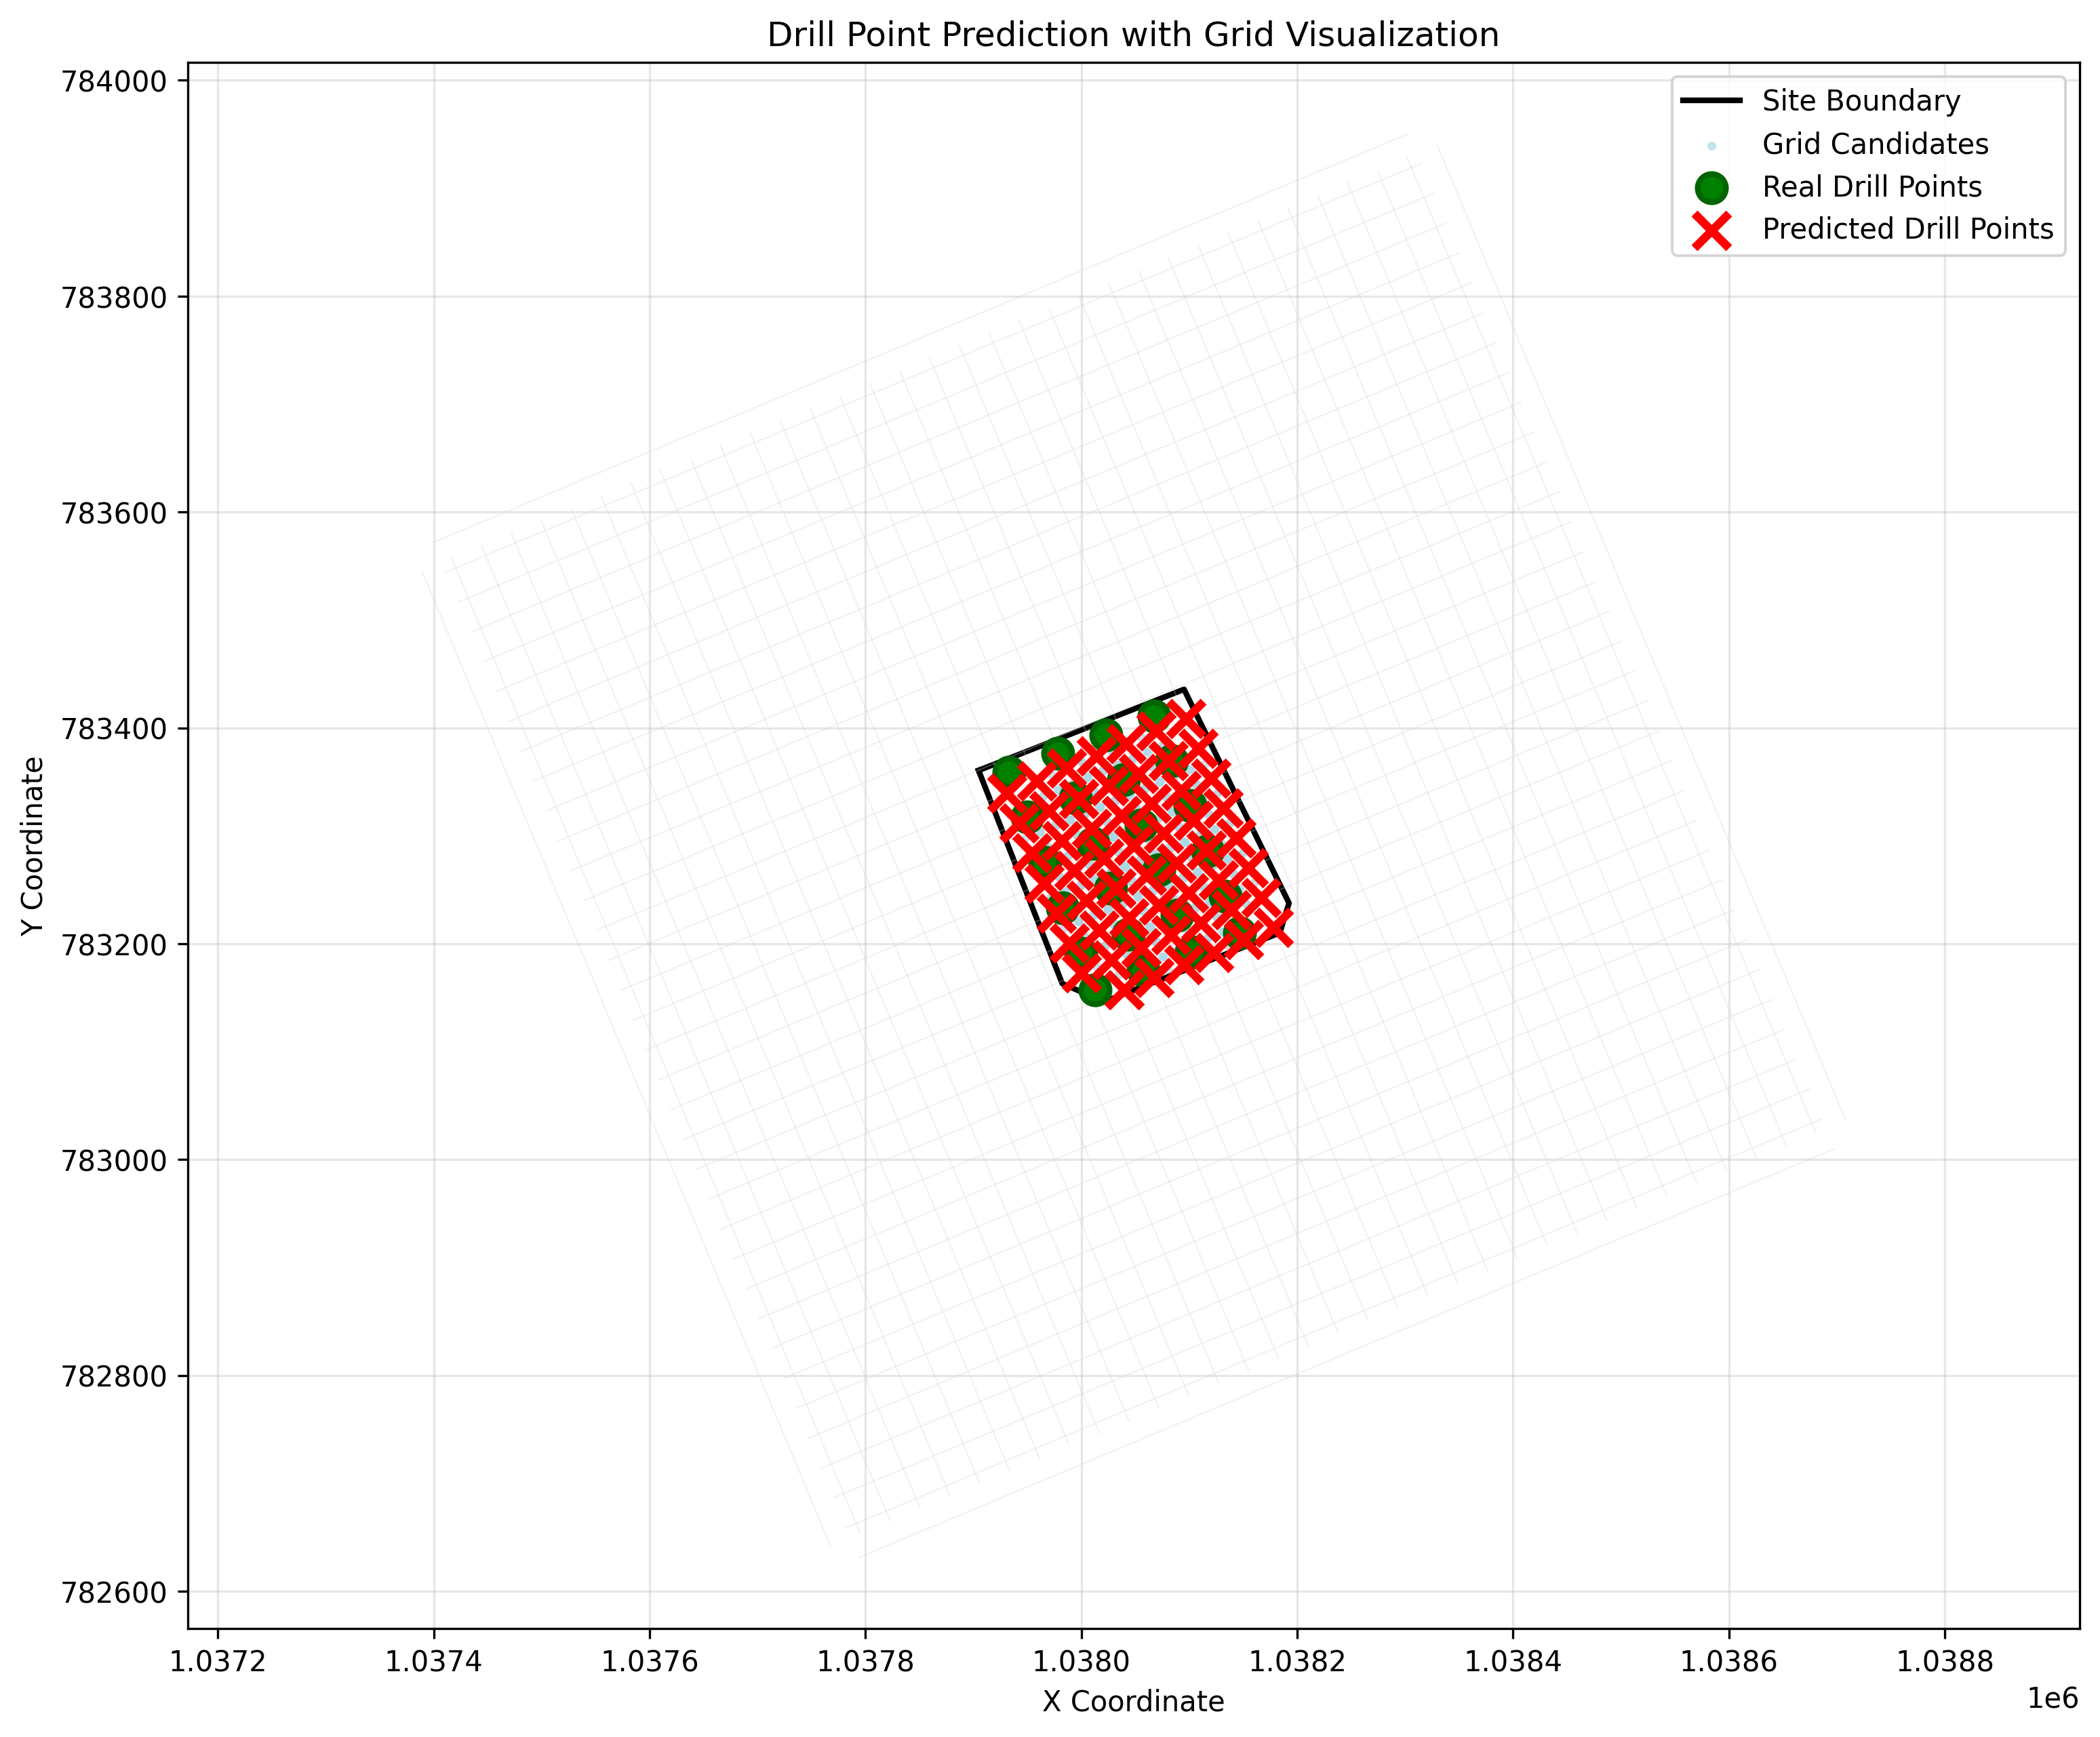 Drill Point Prediction with Grid Visualization
Site Boundary
Grid Candidates
Real Drill Points
Predicted Drill Points
784000
783800
783600
783400
783200
783000
782800
782600
Y Coordinate
1.0372
1.0374
1.0376
1.0378
1.0380
1.0382
1.0384
1.0386
1.0388
1e6
X Coordinate